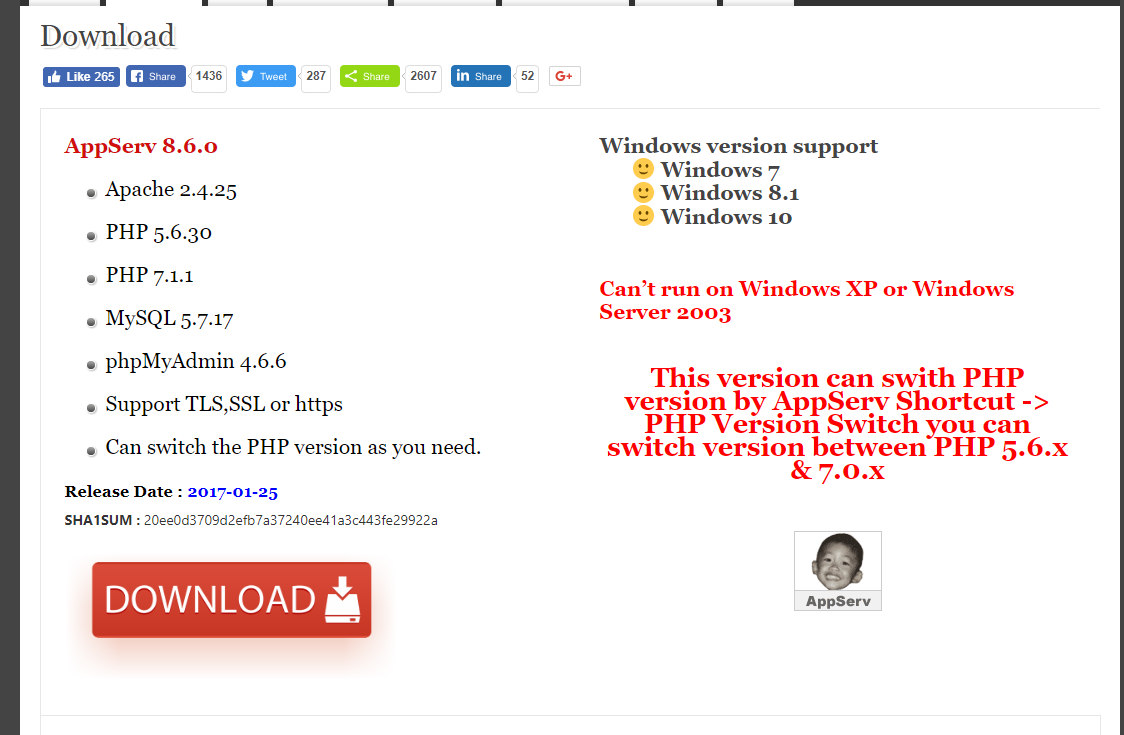 Download
Like 265 Share 1436 Tweet 287 Share 2607 Share 52 G+
AppServ 8.6.0
Apache 2.4.25
PHP 5.6.30
PHP 7.1.1
MySQL 5.7.17
phpMyAdmin 4.6.6
Support TLS,SSL or https
Can switch the PHP version as you need.
Release Date : 2017-01-25
SHA1SUM : 20ee0d3709d2efb7a37240ee41a3c443fe29922a
DOWNLOAD
Windows version support
Windows 7
Windows 8.1
Windows 10
Can’t run on Windows XP or Windows
Server 2003
This version can swith PHP
version by AppServ Shortcut ->
PHP Version Switch you can
switch version between PHP 5.6.x
& 7.0.x
AppServ